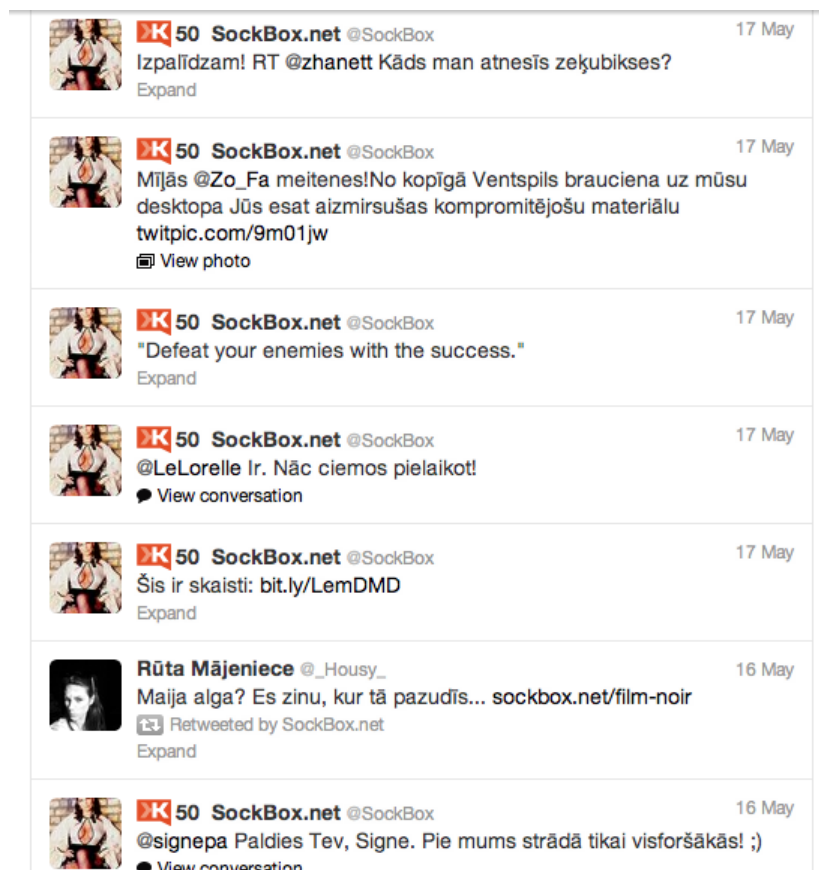 K 50 SockBox.net @SockBox 17 May
Izpalīdzam! RT @zhanett Kāds man atnesīs zeķubikses?
Expand
K 50 SockBox.net @SockBox 17 May
Mīļās @Zo_Fa meitenes!No kopīgā Ventspils brauciena uz mūsu
desktopa Jūs esat aizmirsušas kompromitējošu materiālu
twitpic.com/9m01jw
View photo
K 50 SockBox.net @SockBox 17 May
"Defeat your enemies with the success."
Expand
K 50 SockBox.net @SockBox 17 May
@LeLorelle Ir. Nāc ciemos pielaikot!
View conversation
K 50 SockBox.net @SockBox 17 May
Šis ir skaisti: bit.ly/LemDMD
Expand
Rūta Mājeniece @_Housy_ 16 May
Maija alga? Es zinu, kur tā pazudīs... sockbox.net/film-noir
Retweeted by SockBox.net
Expand
K 50 SockBox.net @SockBox 16 May
@signepa Paldies Tev, Signe. Pie mums strādā tikai visforšākās! ;)
View conversation